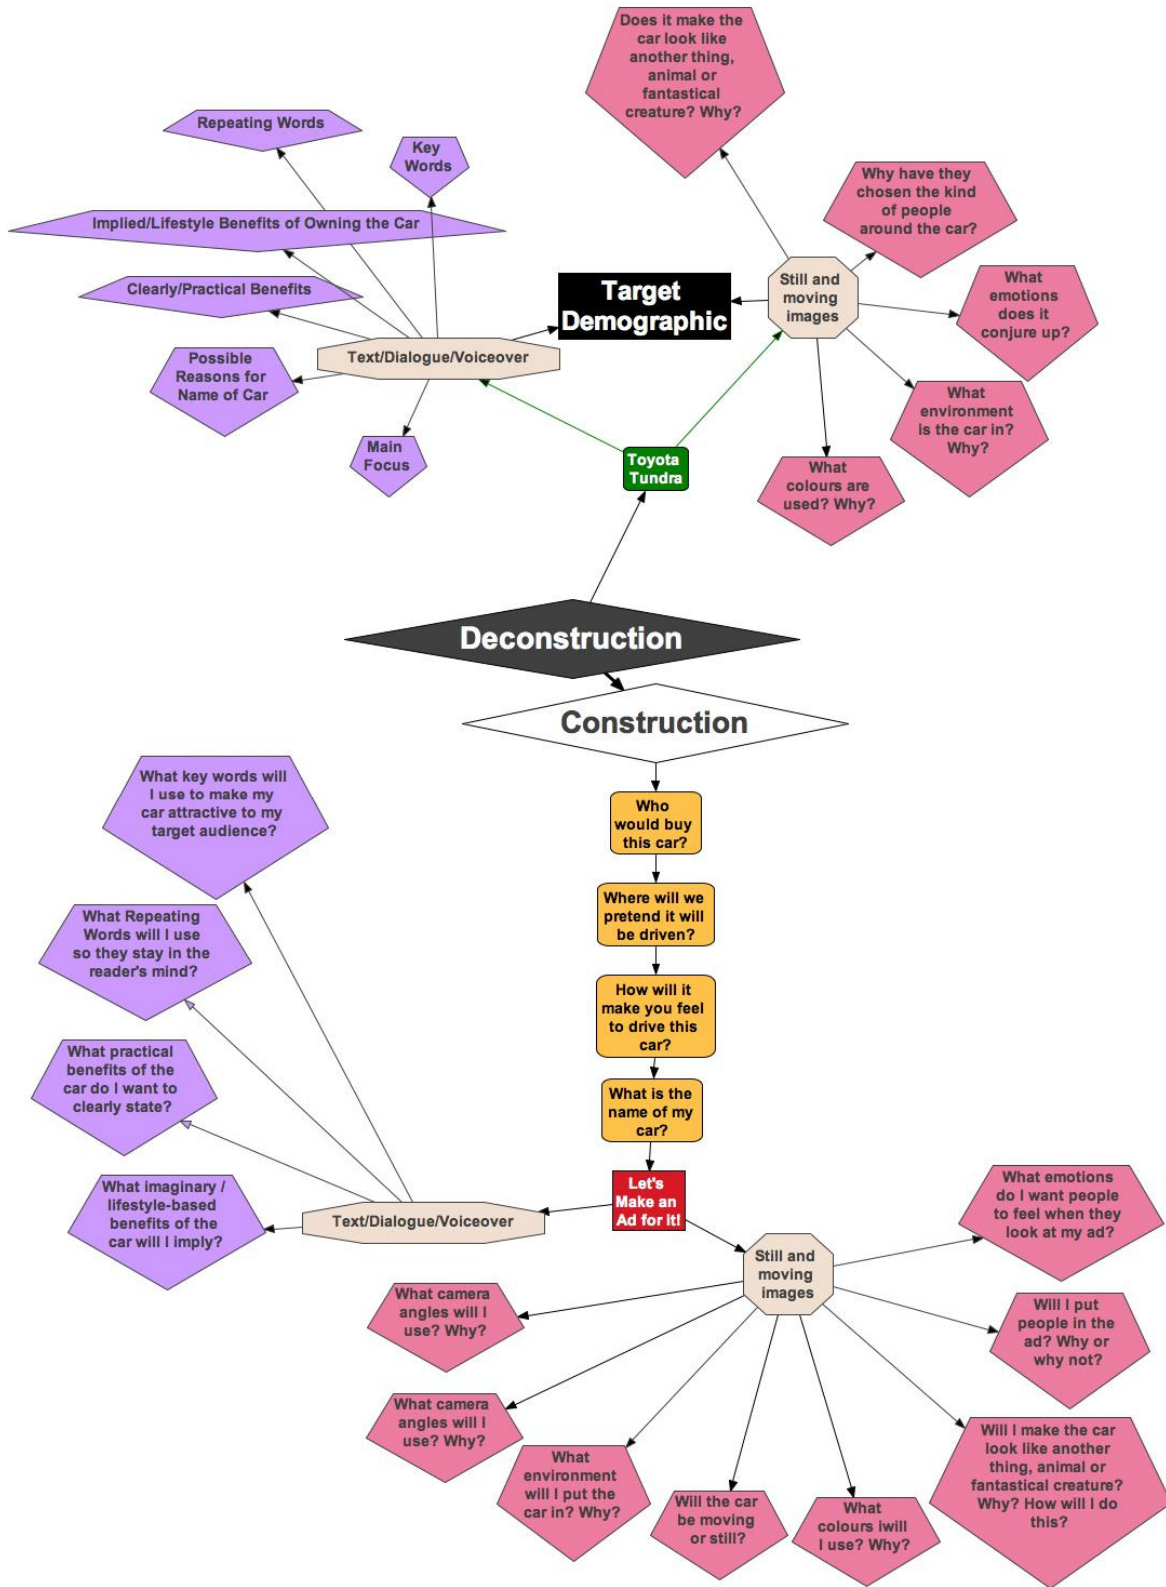 Does it make the
car look like
another thing,
animal or
fantastical
creature? Why?
Repeating Words
Key
Words
Why have they
chosen the kind
of people
around the car?
Implied/Lifestyle Benefits of Owning the Car
Clearly/Practical Benefits
Target
Demographic
Still and
moving
images
What
emotions
does it
conjure up?
Text/Dialogue/Voiceover
Possible
Reasons for
Name of Car
What
environment
is the car in?
Why?
Main
Focus
Toyota
Tundra
What
colours are
used? Why?
Deconstruction
Construction
What key words will
I use to make my
car attractive to my
target audience?
Who
would buy
this car?
What Repeating
Words will I use
so they stay in the
reader's mind?
Where will we
pretend it will
be driven?
How will it
make you feel
to drive this
car?
What practical
benefits of the
car do I want to
clearly state?
What is the
name of my
car?
What imaginary /
lifestyle-based
benefits of the
car will I imply?
Text/Dialogue/Voiceover
Let's
Make an
Ad for it!
What emotions
do I want people
to feel when they
look at my ad?
Still and
moving
images
What camera
angles will I
use? Why?
Will I put
people in the
ad? Why or
why not?
What camera
angles will I
use? Why?
What
environment
will I put the
car in? Why?
Will the car
be moving
or still?
What
colours iwill
I use? Why?
Will I make the car
look like another
thing, animal or
fantastical creature?
Why? How will I do
this?